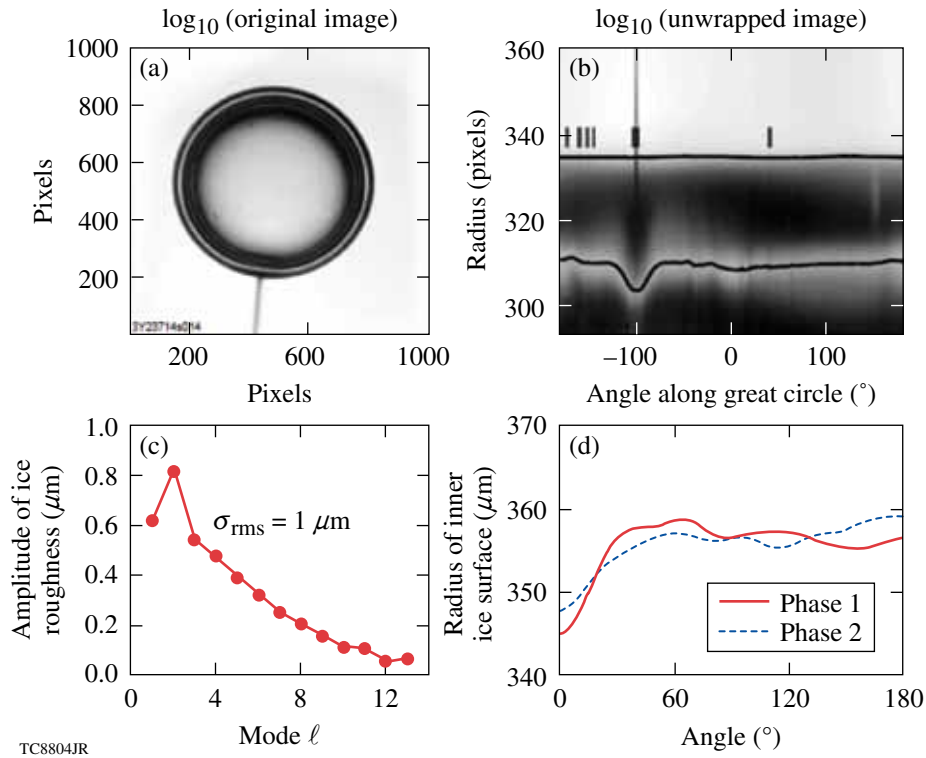 log10 (original image)
1000
800
600
400
200
(a)
Pixels
200
600
1000
Pixels
log10 (unwrapped image)
360
340
320
300
(b)
Radius (pixels)
–100
0
100
Angle along great circle (°)
1.0
0.8
0.6
0.4
0.2
0.0
(c)
σrms = 1 μm
Amplitude of ice
roughness (μm)
0
4
8
12
Mode ℓ
370
360
350
340
(d)
Radius of inner
ice surface (μm)
Phase 1
Phase 2
0
60
120
180
Angle (°)
TC8804JR